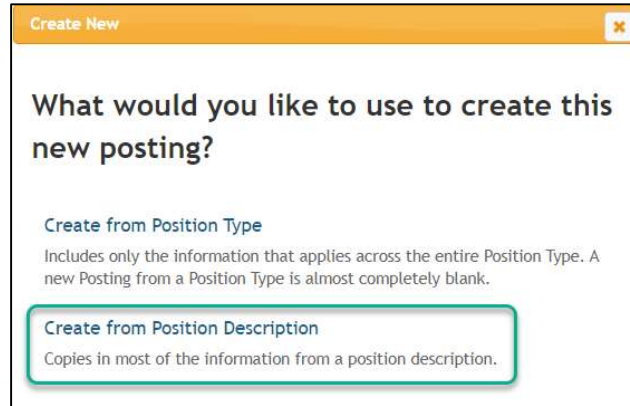 Create New
What would you like to use to create this
new posting?
Create from Position Type
Includes only the information that applies across the entire Position Type. A
new Posting from a Position Type is almost completely blank.
Create from Position Description
Copies in most of the information from a position description.